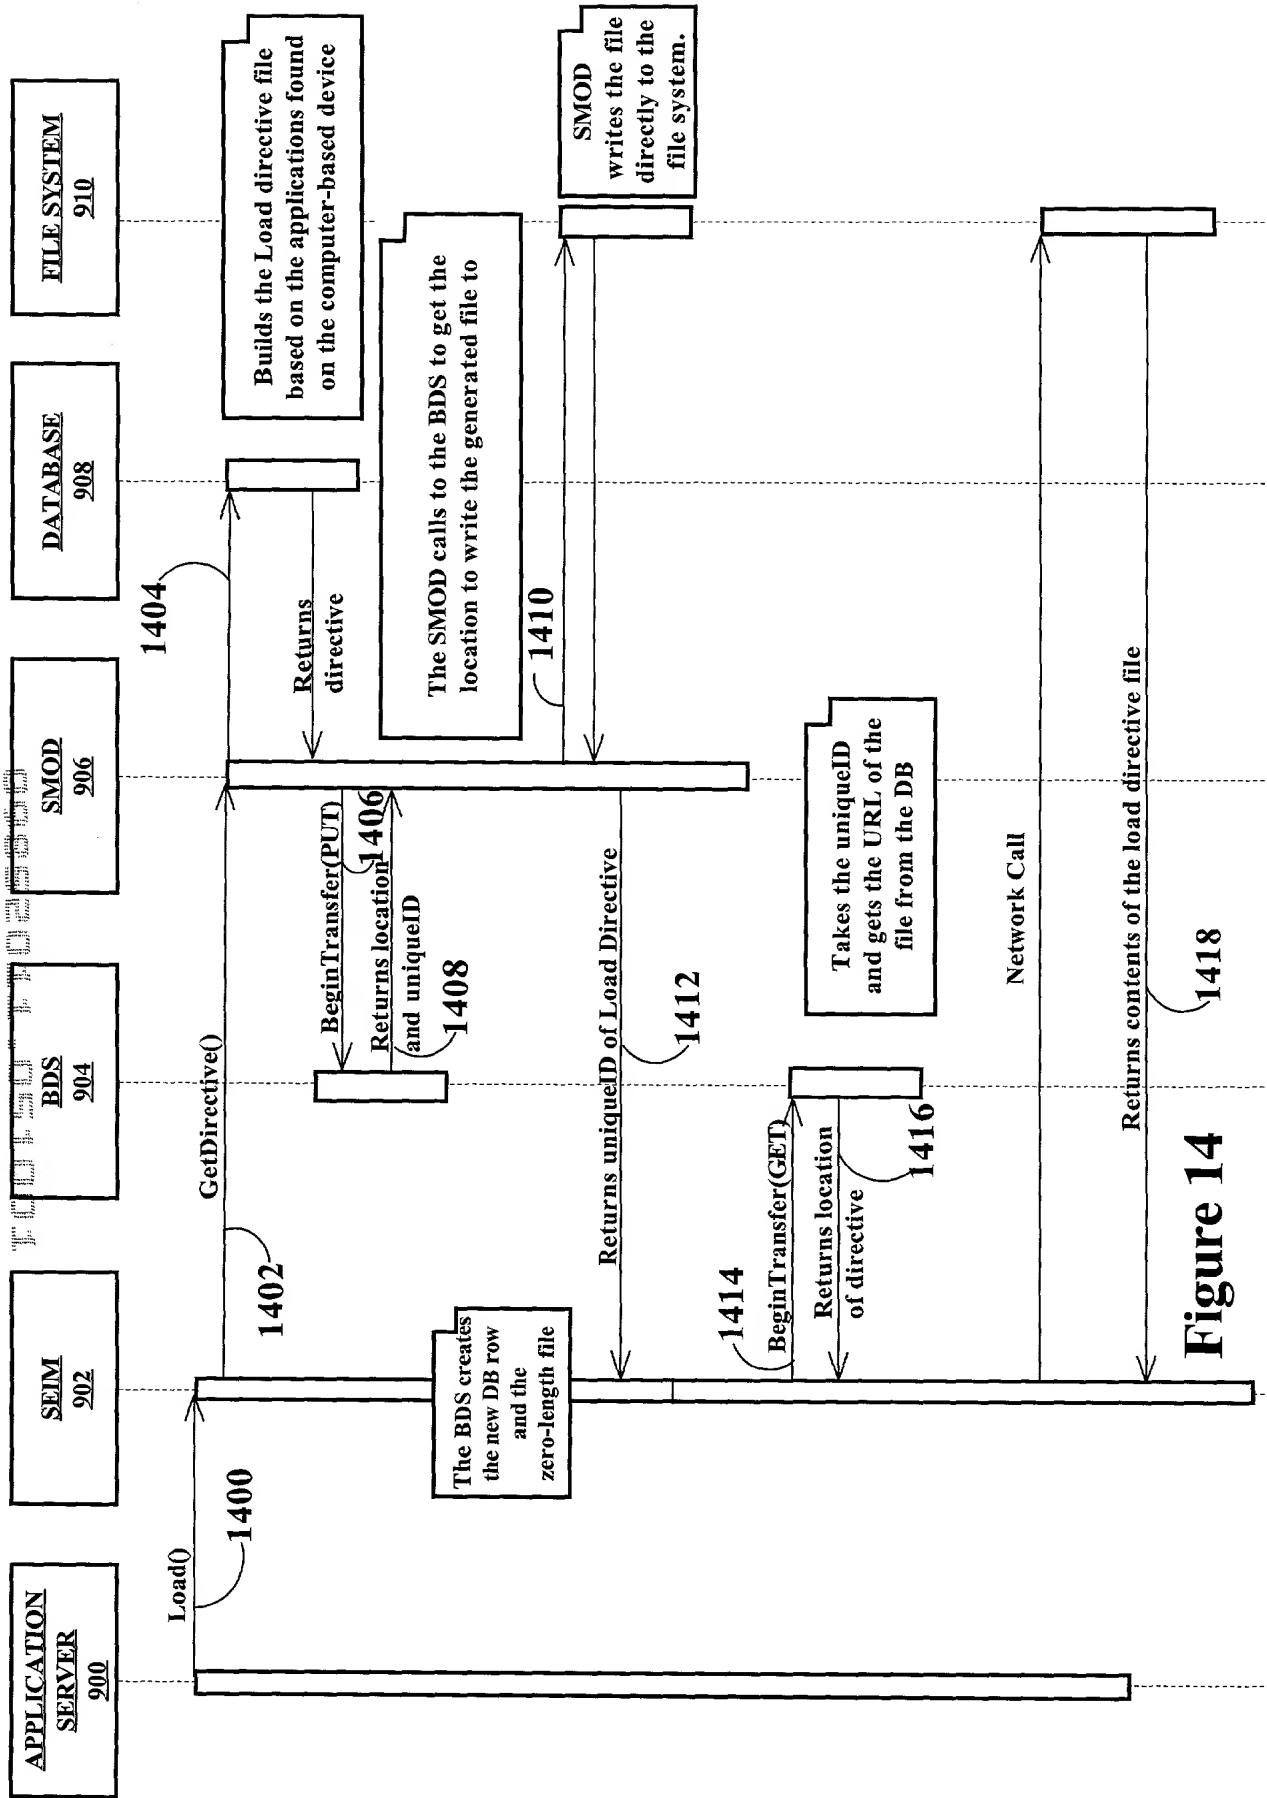 APPLICATION
SERVER
900
SEIM
902
BDS
904
SMOD
906
DATABASE
908
FILE SYSTEM
910
Load()
1400
GetDirective()
1402
1404
Builds the Load directive file
based on the applications found
on the computer-based device
Returns
directive
BeginTransfer(PUT)
1406
Returns location
and uniqueID
1408
The SMOD calls to the BDS to get the
location to write the generated file to
The BDS creates
the new DB row
and the
zero-length file
1410
SMOD
writes the file
directly to the
file system.
Returns uniqueID of Load Directive
1412
1414
BeginTransfer(GET)
Returns location
of directive
1416
Takes the uniqueID
and gets the URL of the
file from the DB
Network Call
Returns contents of the load directive file
1418
Figure 14